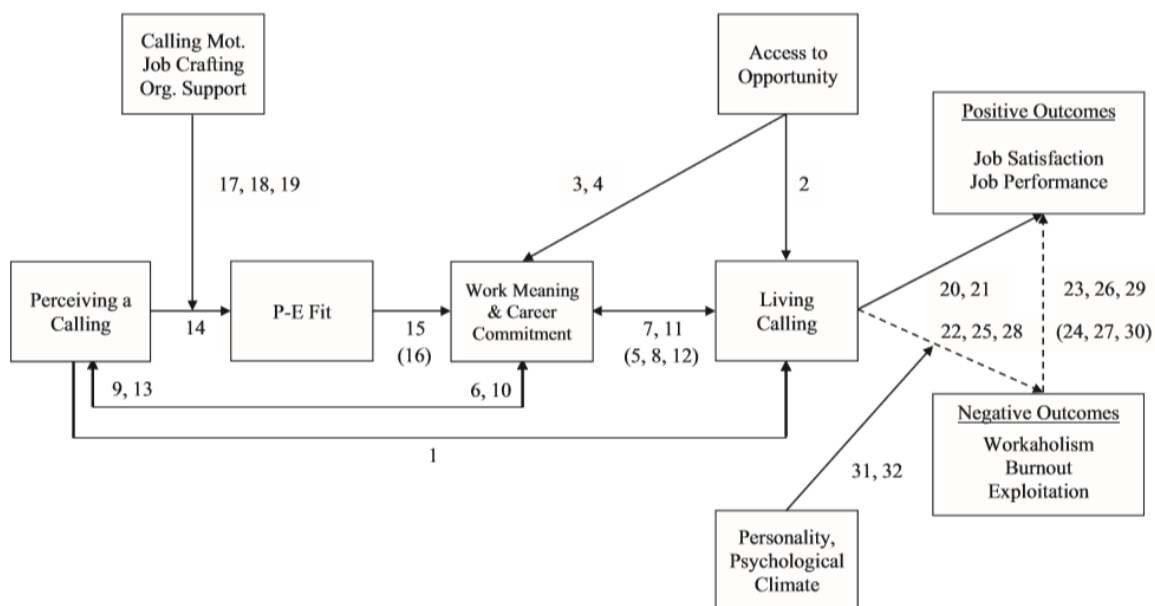 Calling Mot.
Job Crafting
Org. Support
Access to
Opportunity
Positive Outcomes
Job Satisfaction
Job Performance
17, 18, 19
3, 4
2
Perceiving a
Calling
14
P-E Fit
15
(16)
Work Meaning
& Career
Commitment
7, 11
(5, 8, 12)
Living
Calling
20, 21
22, 25, 28
23, 26, 29
(24, 27, 30)
9, 13
6, 10
1
31, 32
Negative Outcomes
Workaholism
Burnout
Exploitation
Personality,
Psychological
Climate